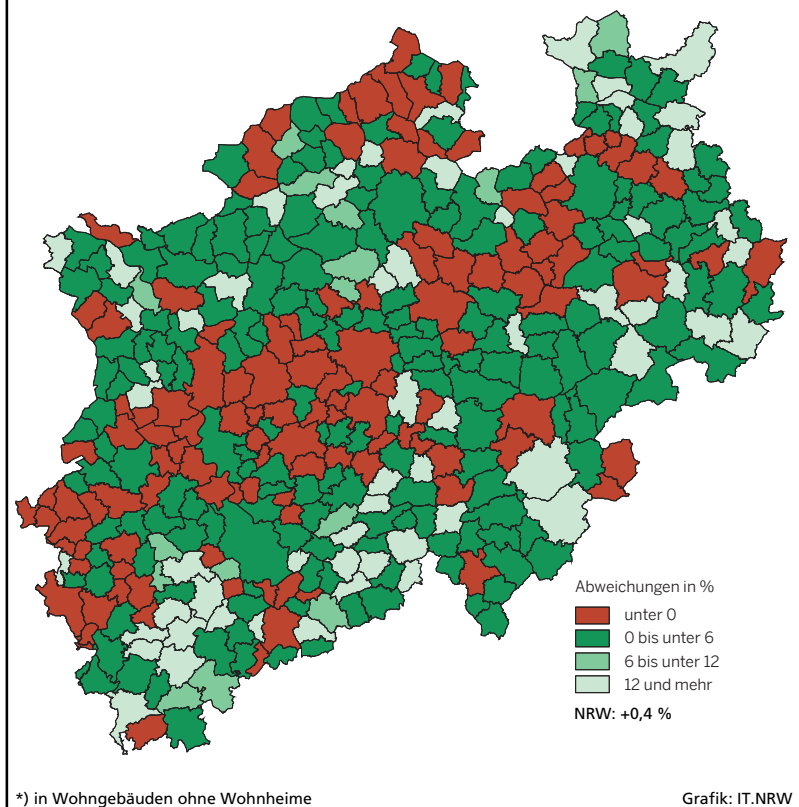 Abweichungen in %
unter 0
0 bis unter 6
6 bis unter 12
12 und mehr
NRW: +0,4 %
*) in Wohngebäuden ohne Wohnheime
Grafik: IT.NRW